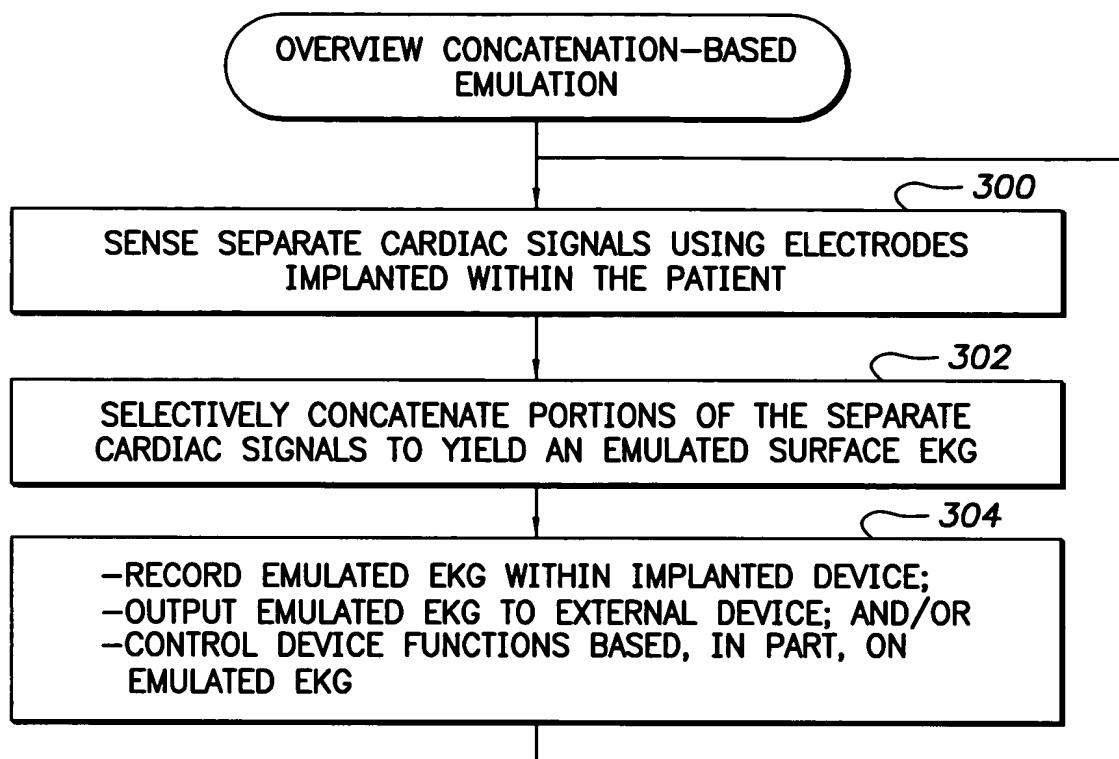 OVERVIEW CONCATENATION-BASED
EMULATION
300
SENSE SEPARATE CARDIAC SIGNALS USING ELECTRODES
IMPLANTED WITHIN THE PATIENT
302
SELECTIVELY CONCATENATE PORTIONS OF THE SEPARATE
CARDIAC SIGNALS TO YIELD AN EMULATED SURFACE EKG
304
-RECORD EMULATED EKG WITHIN IMPLANTED DEVICE;
-OUTPUT EMULATED EKG TO EXTERNAL DEVICE; AND/OR
-CONTROL DEVICE FUNCTIONS BASED, IN PART, ON
EMULATED EKG